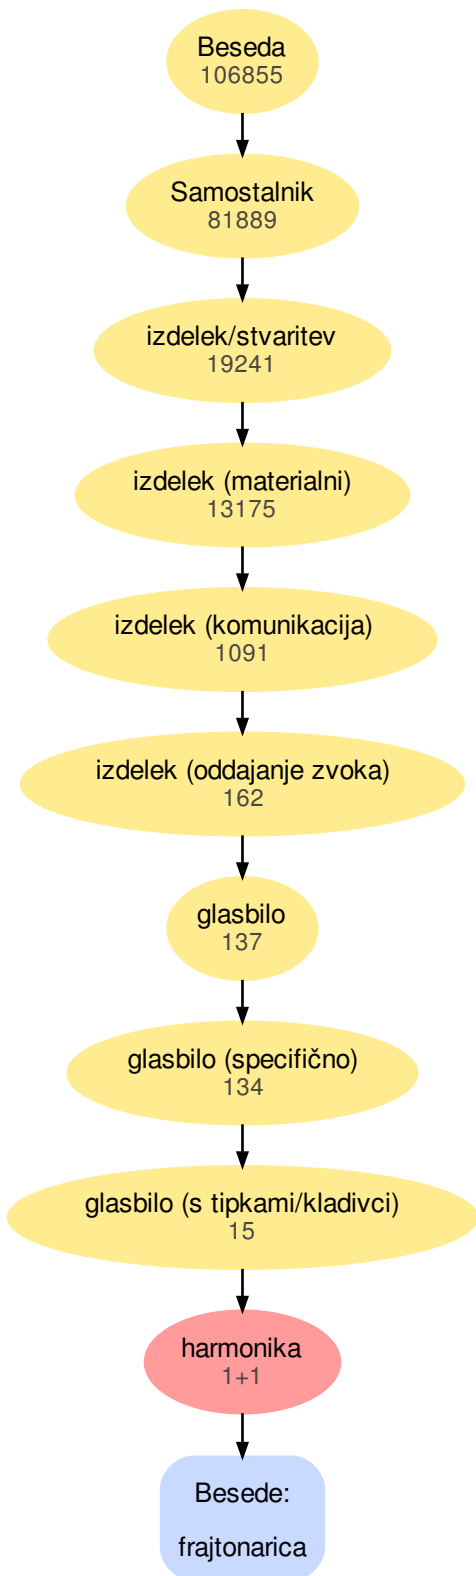 Beseda
106855
Samostalnik
81889
izdelek/stvaritev
19241
izdelek (materialni)
13175
izdelek (komunikacija)
1091
izdelek (oddajanje zvoka)
162
glasbilo
137
glasbilo (specifično)
134
glasbilo (s tipkami/kladivci)
15
harmonika
1+1
Besede:
frajtonarica